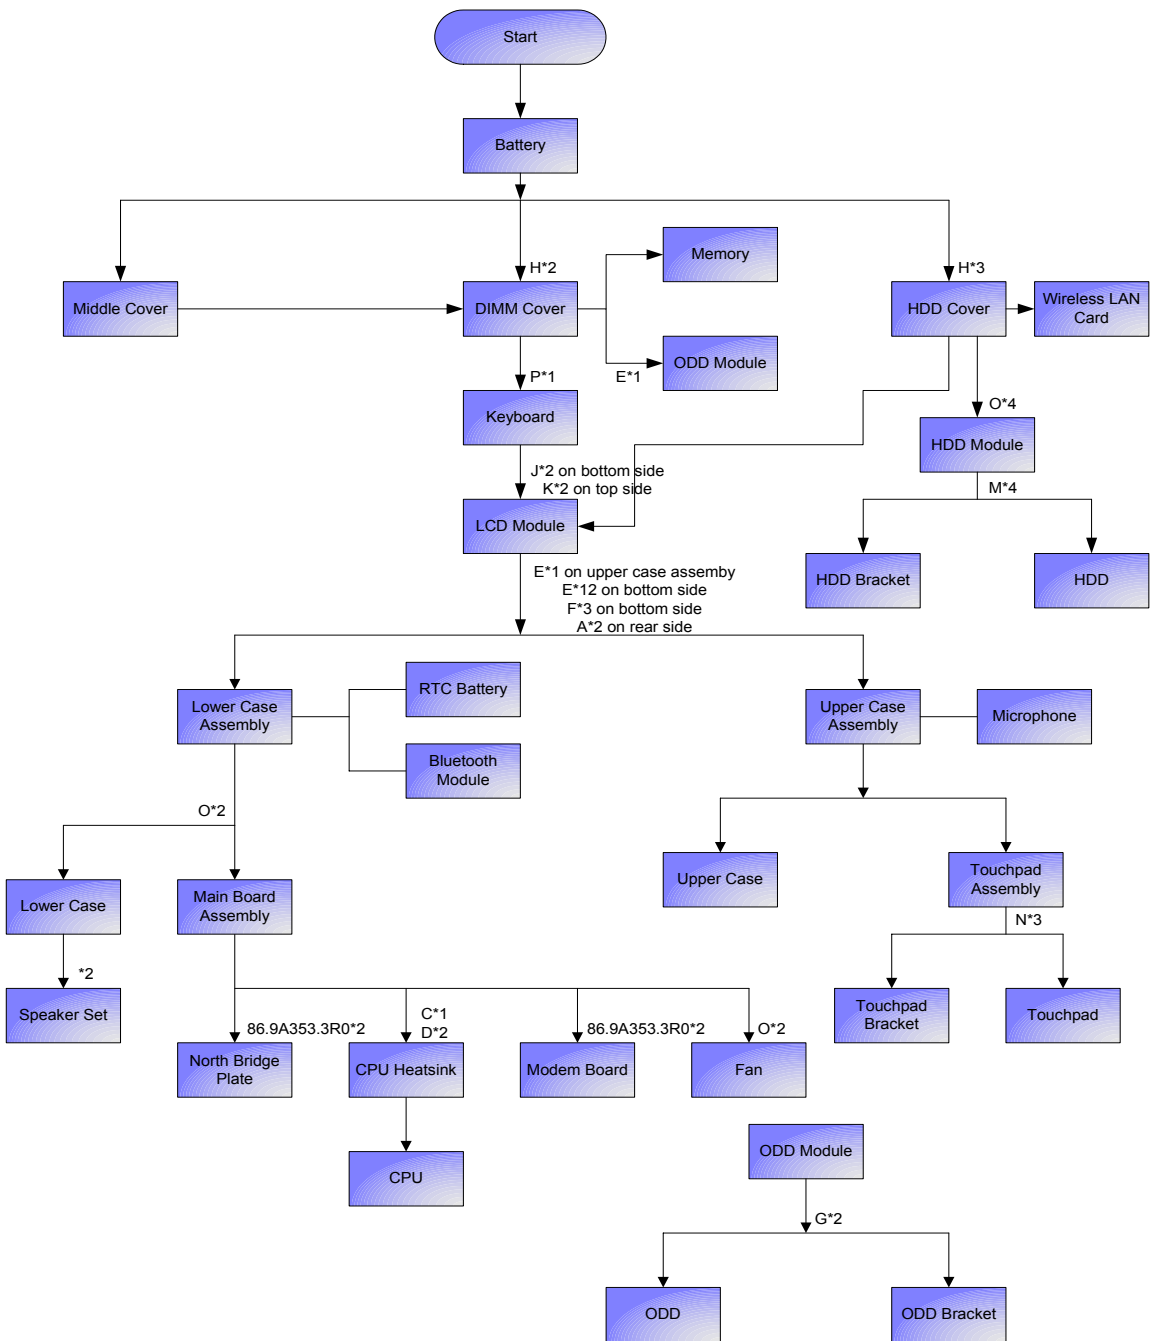 Start
Battery
Memory
H*2
H*3
Middle Cover
DIMM Cover
HDD Cover
Wireless LAN
Card
E*1
ODD Module
P*1
Keyboard
O*4
HDD Module
J*2 on bottom side
K*2 on top side
M*4
LCD Module
HDD Bracket
HDD
E*1 on upper case assemby
E*12 on bottom side
F*3 on bottom side
A*2 on rear side
RTC Battery
Lower Case
Assembly
Upper Case
Assembly
Microphone
Bluetooth
Module
O*2
Upper Case
Touchpad
Assembly
Lower Case
Main Board
Assembly
N*3
*2
Speaker Set
Touchpad
Bracket
Touchpad
86.9A353.3R0*2
C*1
D*2
86.9A353.3R0*2
O*2
North Bridge
Plate
CPU Heatsink
Modem Board
Fan
ODD Module
CPU
G*2
ODD
ODD Bracket